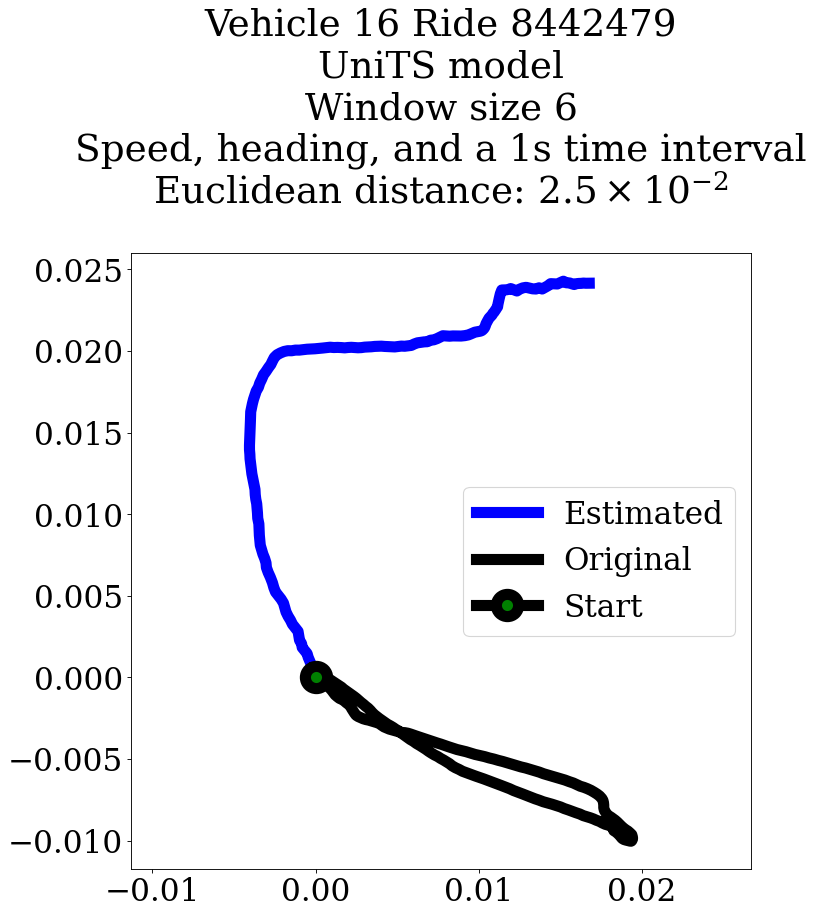 Vehicle 16 Ride 8442479
UniTS model
Window size 6
Speed, heading, and a 1s time interval
Euclidean distance: 2.5 × 10⁻²
0.025
0.020
0.015
0.010
0.005
0.000
−0.005
−0.010
Estimated
Original
Start
−0.01 0.00 0.01 0.02